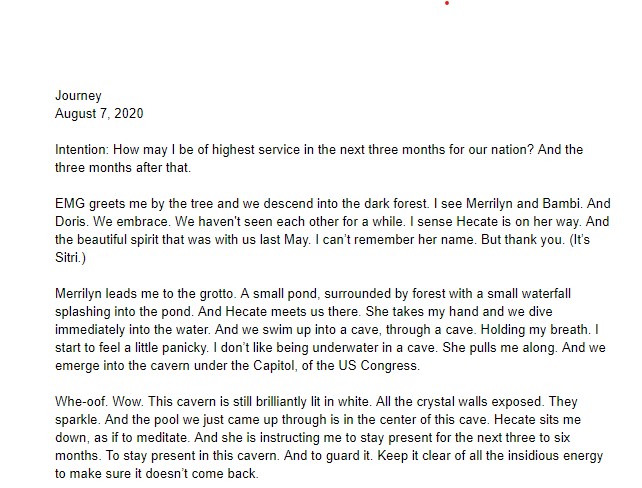 Journey
August 7, 2020
Intention: How may I be of highest service in the next three months for our nation? And the
three months after that.
EMG greets me by the tree and we descend into the dark forest. I see Merrilyn and Bambi. And
Doris. We embrace. We haven't seen each other for a while. I sense Hecate is on her way. And
the beautiful spirit that was with us last May. I can't remember her name. But thank you. (It's
Sitri.)
Merrilyn leads me to the grotto. A small pond, surrounded by forest with a small waterfall
splashing into the pond. And Hecate meets us there. She takes my hand and we dive
immediately into the water. And we swim up into a cave, through a cave. Holding my breath. I
start to feel a little panicky. I don't like being underwater in a cave. She pulls me along. And we
emerge into the cavern under the Capitol, of the US Congress.
Whe-oof. Wow. This cavern is still brilliantly lit in white. All the crystal walls exposed. They
sparkle. And the pool we just came up through is in the center of this cave. Hecate sits me
down, as if to meditate. And she is instructing me to stay present for the next three to six
months. To stay present in this cavern. And to guard it. Keep it clear of all the insidious energy
to make sure it doesn't come back.